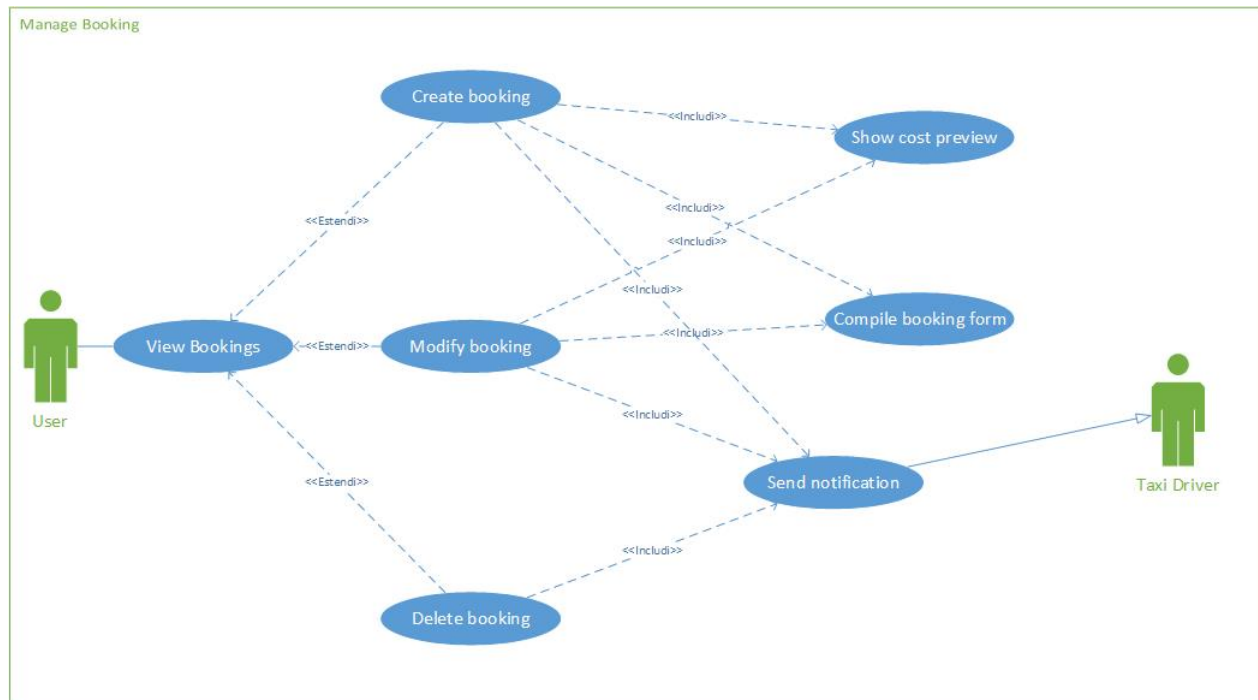 Manage Booking
Create booking
<<Includi>>
Show cost preview
<<Includi>>
<<Estendi>>
<<Includi>>
<<Includi>>
Compile booking form
<<Includi>>
View Bookings
<<Estendi>>
Modify booking
User
<<Includi>>
Send notification
Taxi Driver
<<Estendi>>
<<Includi>>
Delete booking